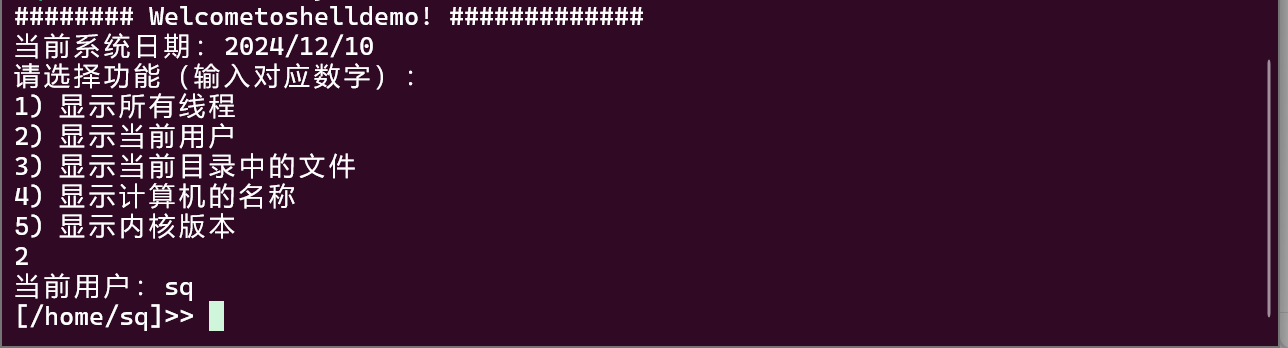 ######## Welcometoshelldemo! #############
当前系统日期: 2024/12/10
请选择功能（输入对应数字）:
1) 显示所有线程
2) 显示当前用户
3) 显示当前目录中的文件
4) 显示计算机的名称
5) 显示内核版本
2
当前用户: sq
[/home/sq]>>